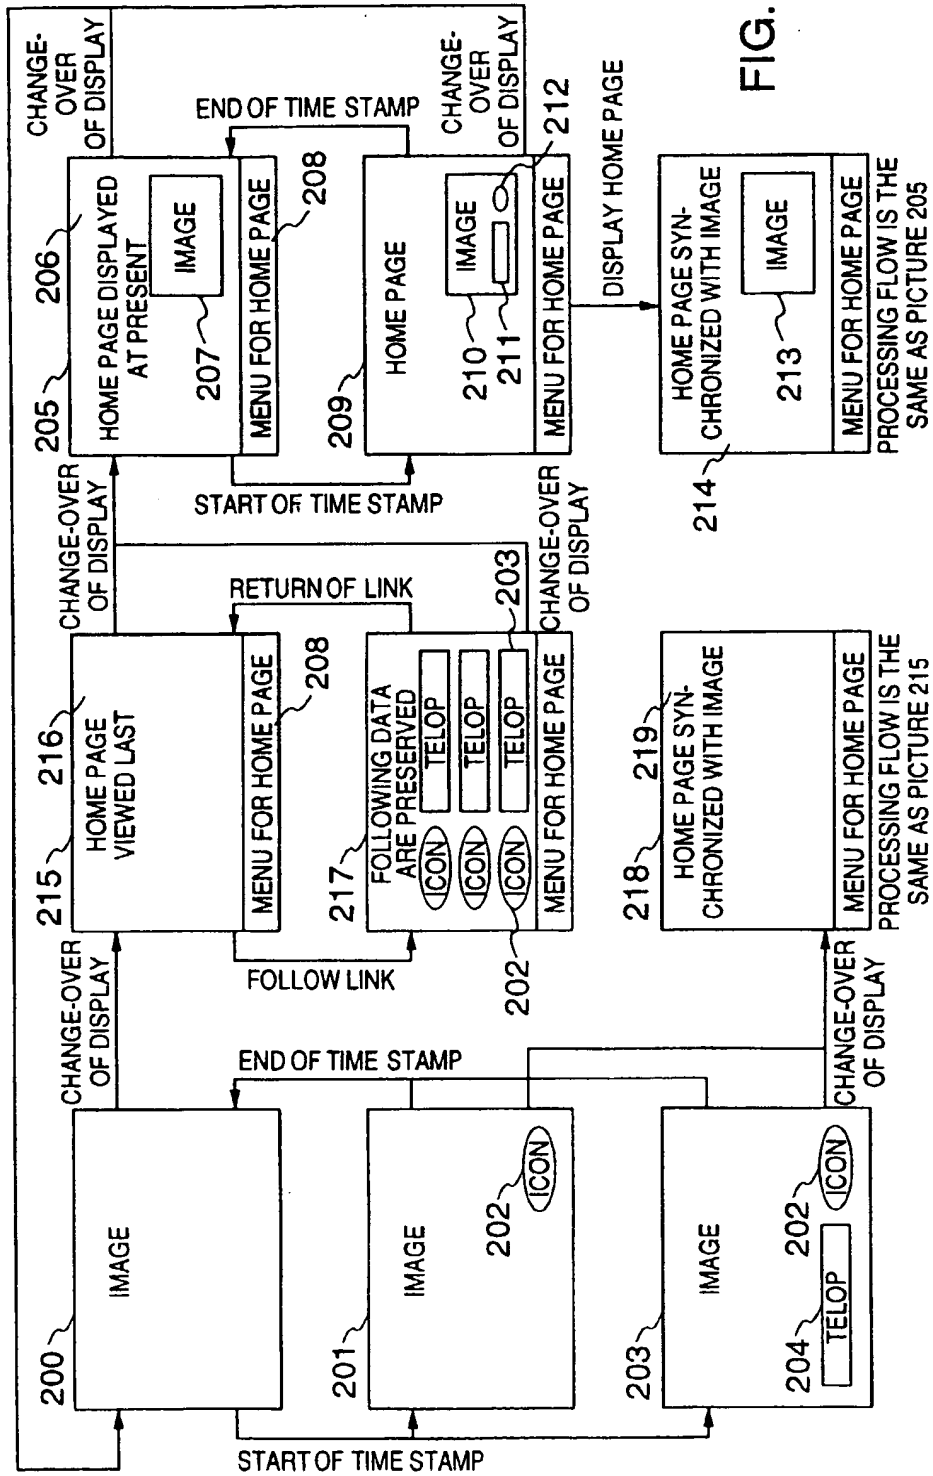 200
IMAGE
CHANGE-OVER
OF DISPLAY
START OF TIME STAMP
END OF TIME STAMP
201
IMAGE
202
ICON
203
IMAGE
204
TELOP
202
ICON
CHANGE-OVER
OF DISPLAY
215
216
HOME PAGE
VIEWED LAST
MENU FOR HOME PAGE
208
CHANGE-OVER
OF DISPLAY
FOLLOW LINK
RETURN OF LINK
217
FOLLOWING DATA
ARE PRESERVED
ICON
TELOP
ICON
TELOP
ICON
TELOP
202
203
MENU FOR HOME PAGE
CHANGE-OVER
OF DISPLAY
218
219
HOME PAGE SYN-
CHRONIZED WITH IMAGE
MENU FOR HOME PAGE
PROCESSING FLOW IS THE
SAME AS PICTURE 215
205
206
HOME PAGE DISPLAYED
AT PRESENT
207
IMAGE
MENU FOR HOME PAGE
208
CHANGE-
OVER
OF DISPLAY
START OF TIME STAMP
END OF TIME STAMP
209
HOME PAGE
210
IMAGE
211
212
MENU FOR HOME PAGE
CHANGE-
OVER
OF DISPLAY
DISPLAY HOME PAGE
214
HOME PAGE SYN-
CHRONIZED WITH IMAGE
213
IMAGE
MENU FOR HOME PAGE
PROCESSING FLOW IS THE
SAME AS PICTURE 205
FIG.